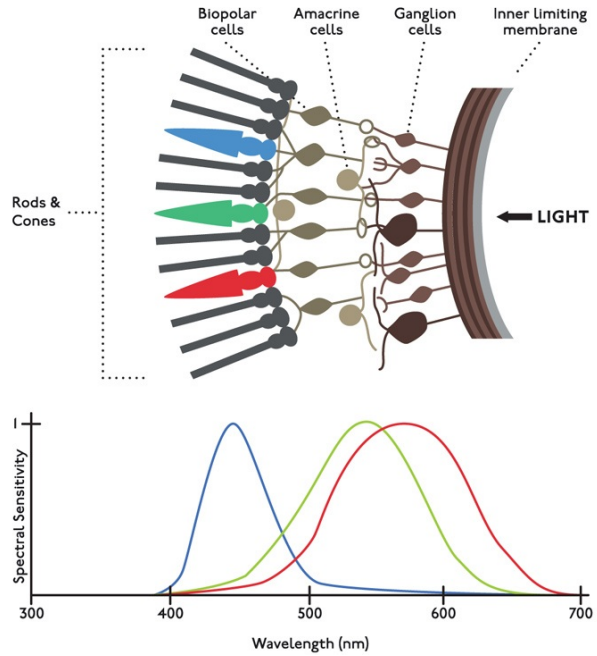 Biopolar
cells
Amacrine
cells
Ganglion
cells
Inner limiting
membrane
Rods &
Cones
LIGHT
1
Spectral Sensitivity
300
400
500
600
700
Wavelength (nm)